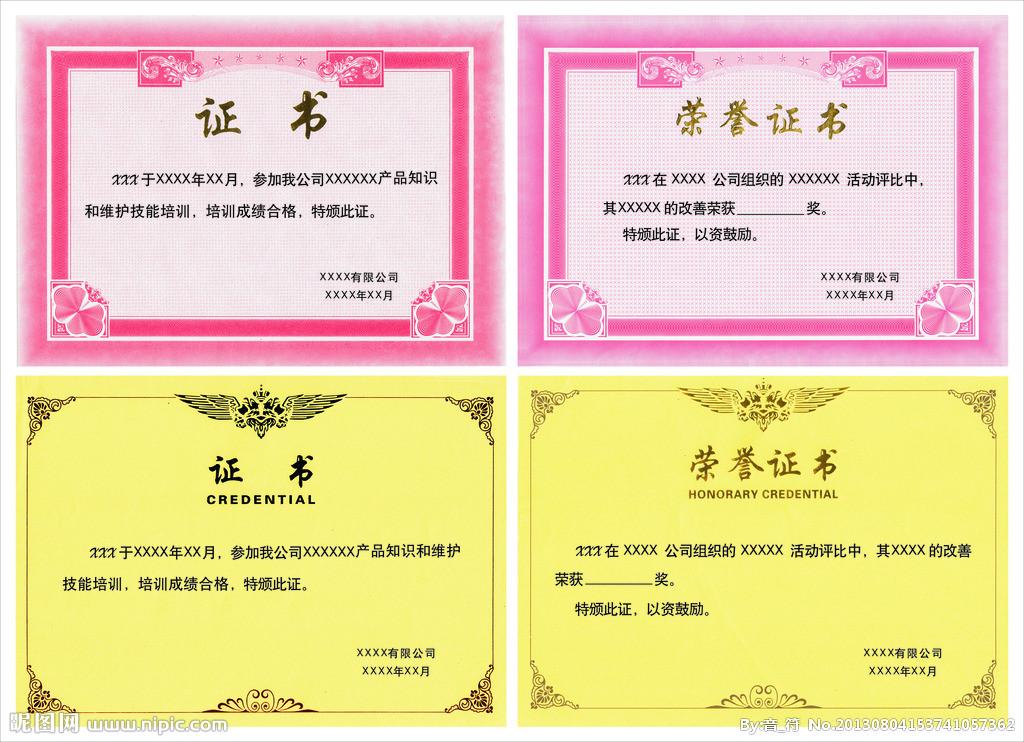 证 书
XXX于XXXX年XX月，参加我公司XXXXXX产品知识
和维护技能培训，培训成绩合格，特颁此证。
XXXX有限公司
XXXX年XX月
荣誉证书
XXX在 XXXX 公司组织的 XXXXXX 活动评比中，
其XXXXX的改善荣获________奖。
特颁此证，以资鼓励。
XXXX有限公司
XXXX年XX月
证 书
CREDENTIAL
XXX于XXXX年XX月，参加我公司XXXXXX产品知识和维护
技能培训，培训成绩合格，特颁此证。
XXXX有限公司
XXXX年XX月
荣誉证书
HONORARY CREDENTIAL
XXX在 XXXX 公司组织的 XXXXX 活动评比中，其XXXX的改善
荣获________奖。
特颁此证，以资鼓励。
XXXX有限公司
XXXX年XX月
昵图网 www.nipic.com
By:音_符 No.20130804153741057362